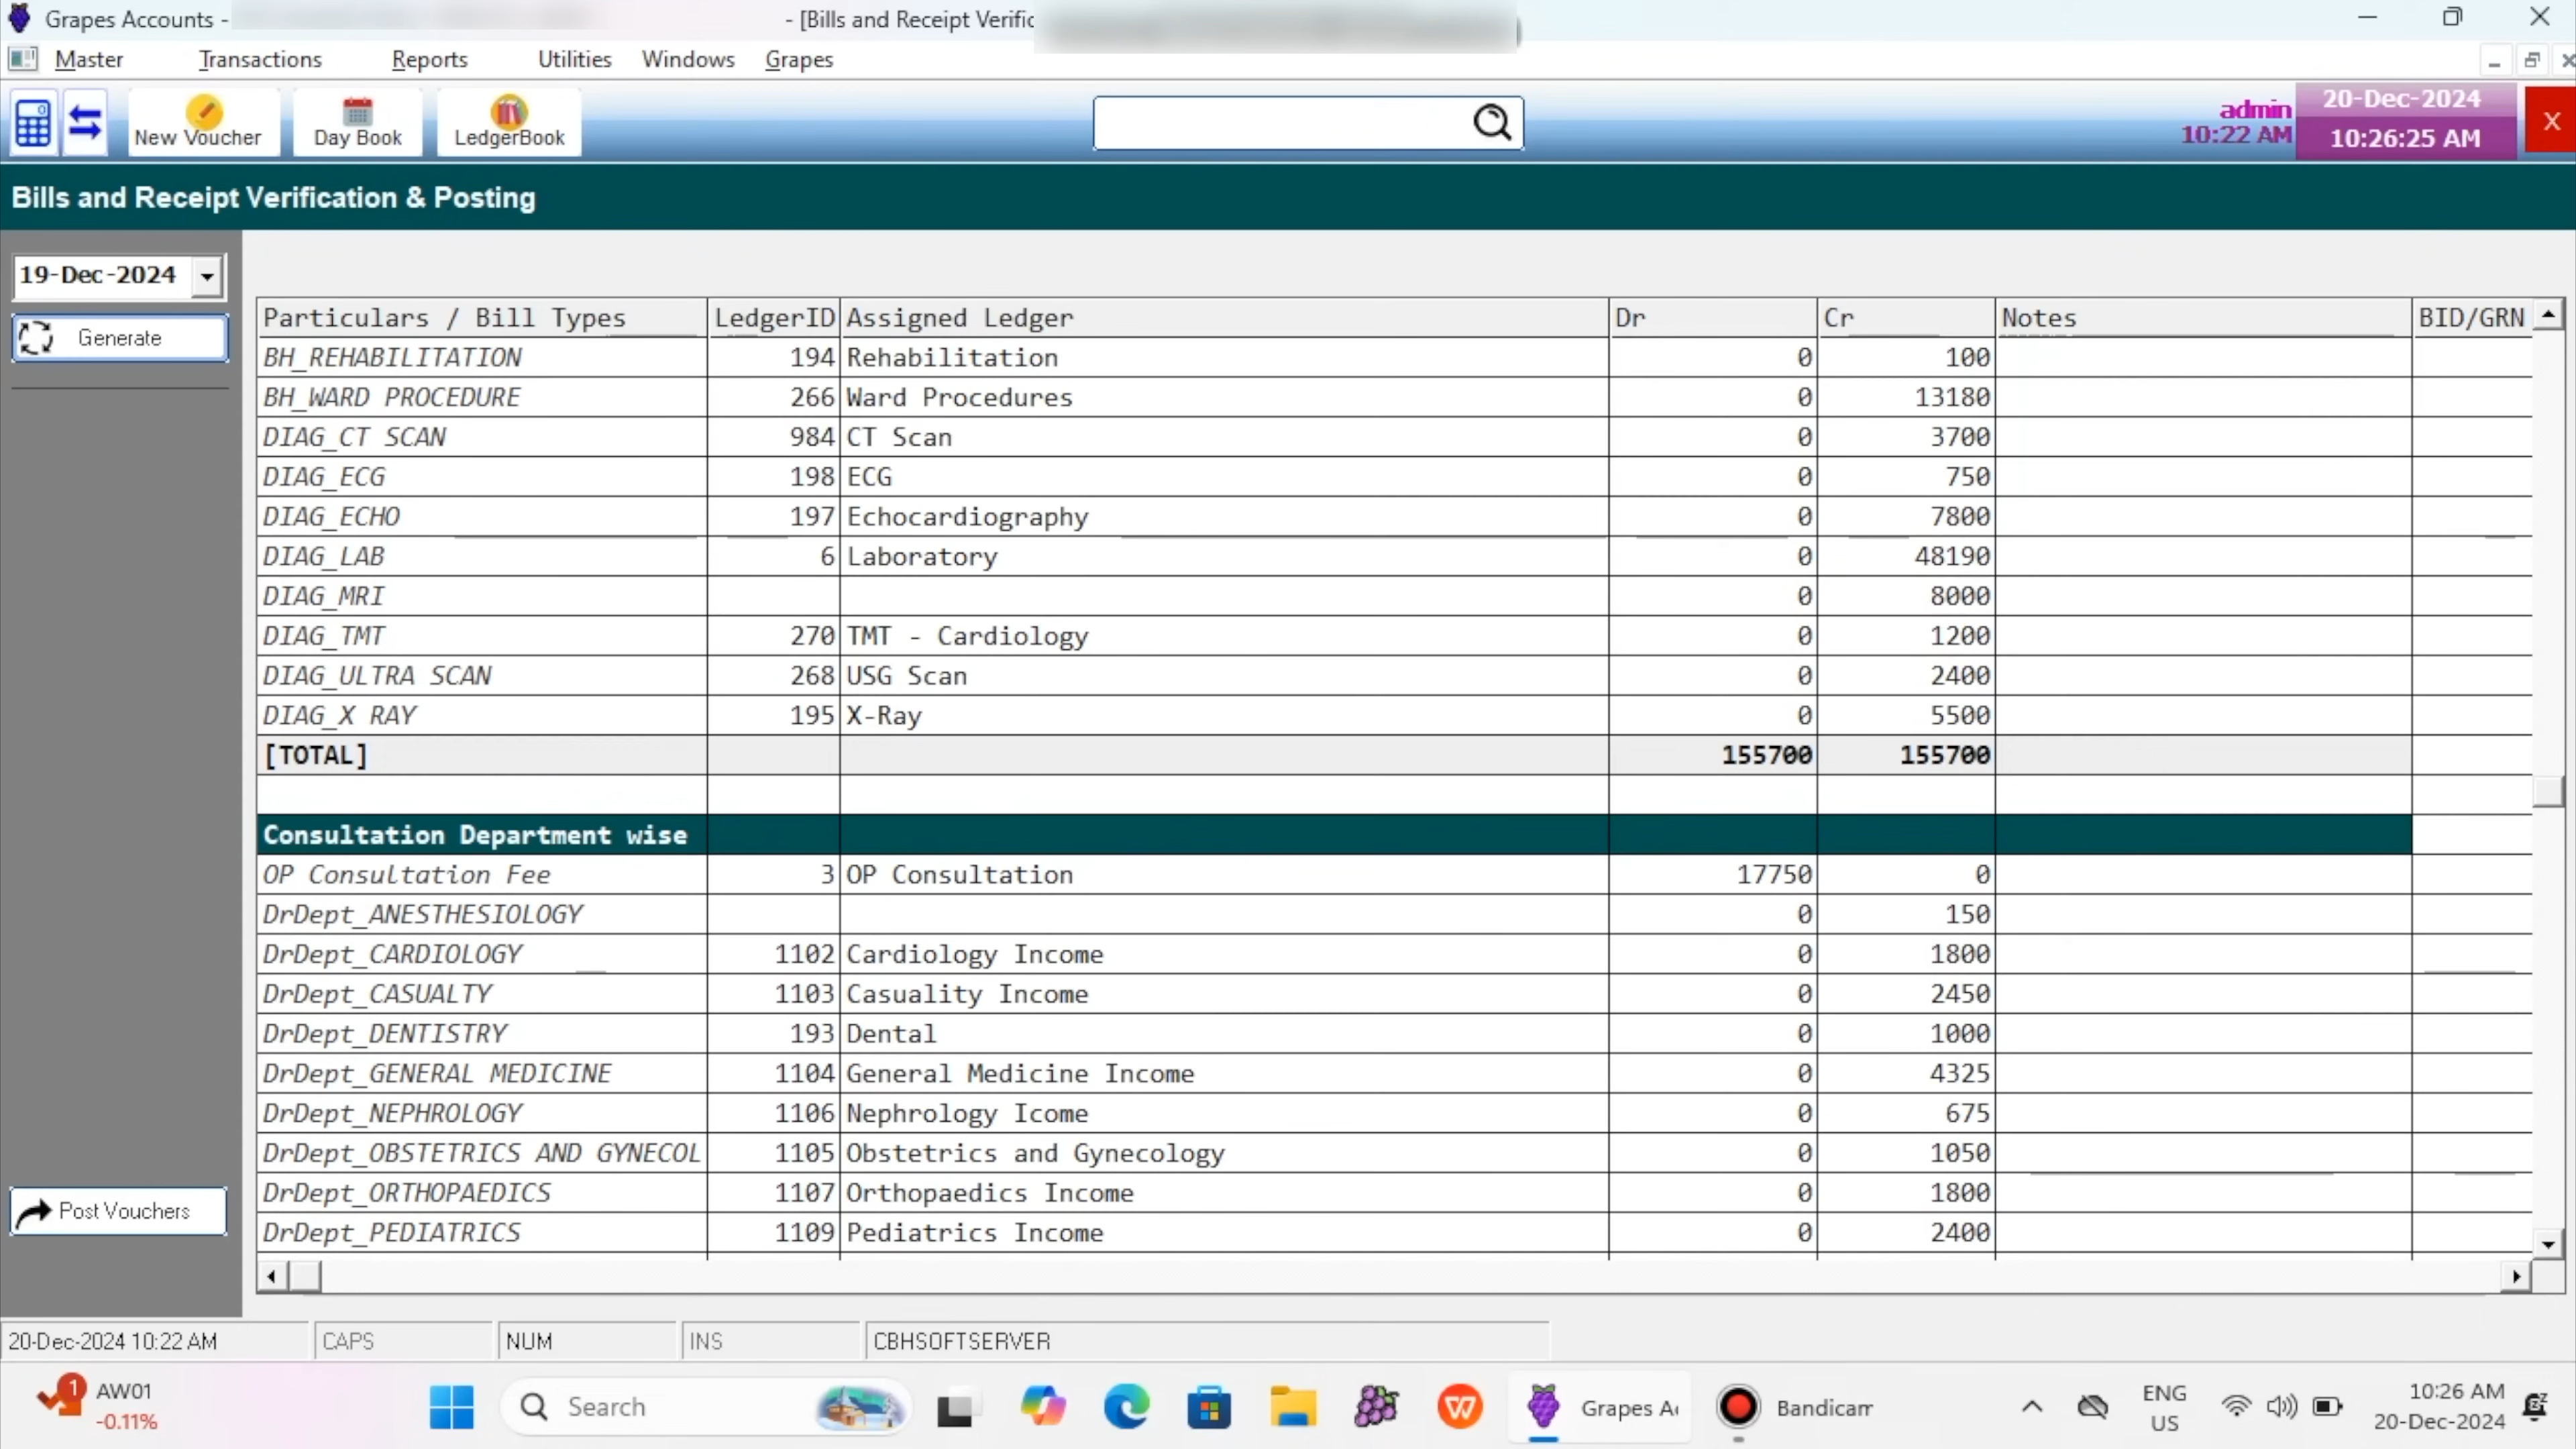 Grapes Accounts -
- [Bills and Receipt Verific
Master Transactions Reports Utilities Windows Grapes
New Voucher Day Book LedgerBook
admin
10:22 AM
20-Dec-2024
10:26:25 AM
X
Bills and Receipt Verification & Posting
19-Dec-2024
Generate
Particulars / Bill Types LedgerID Assigned Ledger Dr Cr Notes BID/GRN
BH_REHABILITATION 194 Rehabilitation 0 100
BH_WARD PROCEDURE 266 Ward Procedures 0 13180
DIAG_CT SCAN 984 CT Scan 0 3700
DIAG_ECG 198 ECG 0 750
DIAG_ECHO 197 Echocardiography 0 7800
DIAG_LAB 6 Laboratory 0 48190
DIAG_MRI 0 8000
DIAG_TMT 270 TMT - Cardiology 0 1200
DIAG_ULTRA SCAN 268 USG Scan 0 2400
DIAG_X RAY 195 X-Ray 0 5500
[TOTAL] 155700 155700
Consultation Department wise
OP Consultation Fee 3 OP Consultation 17750 0
DrDept_ANESTHESIOLOGY 0 150
DrDept_CARDIOLOGY 1102 Cardiology Income 0 1800
DrDept_CASUALTY 1103 Casuality Income 0 2450
DrDept_DENTISTRY 193 Dental 0 1000
DrDept_GENERAL MEDICINE 1104 General Medicine Income 0 4325
DrDept_NEPHROLOGY 1106 Nephrology Icome 0 675
DrDept_OBSTETRICS AND GYNECOL 1105 Obstetrics and Gynecology 0 1050
DrDept_ORTHOPAEDICS 1107 Orthopaedics Income 0 1800
DrDept_PEDIATRICS 1109 Pediatrics Income 0 2400
Post Vouchers
20-Dec-2024 10:22 AM CAPS NUM INS CBHSOFTSERVER
1 AW01
-0.11%
Search
Grapes Ac
Bandicam
ENG
US
10:26 AM
20-Dec-2024